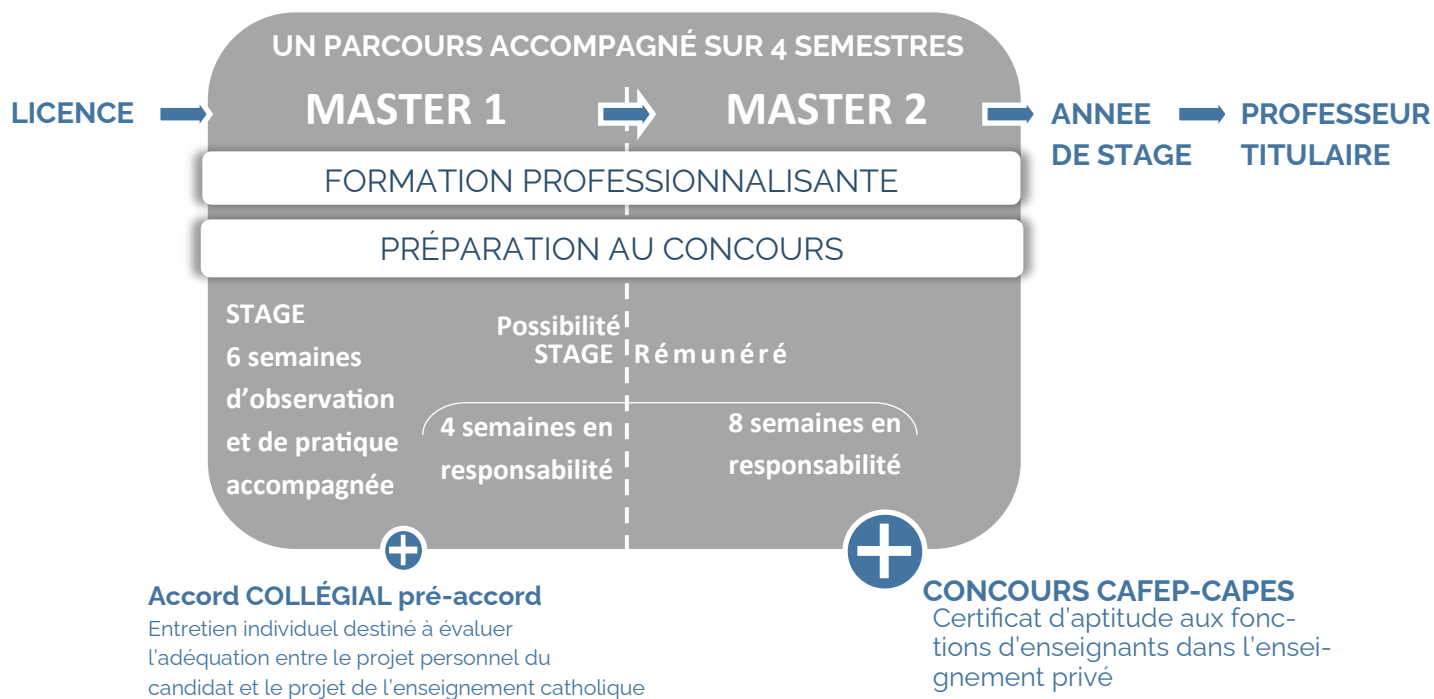 UN PARCOURS ACCOMPAGNÉ SUR 4 SEMESTRES
LICENCE
MASTER 1
MASTER 2
ANNEE
DE STAGE
PROFESSEUR
TITULAIRE
FORMATION PROFESSIONNALISANTE
PRÉPARATION AU CONCOURS
STAGE
6 semaines
d’observation
et de pratique
accompagnée
Possibilité
STAGE Rémunéré
4 semaines en
responsabilité
8 semaines en
responsabilité
Accord COLLÉGIAL pré-accord
Entretien individuel destiné à évaluer
l’adéquation entre le projet personnel du
candidat et le projet de l’enseignement catholique
CONCOURS CAFEP-CAPES
Certificat d’aptitude aux fonc-
tions d’enseignants dans l’ensei-
gnement privé